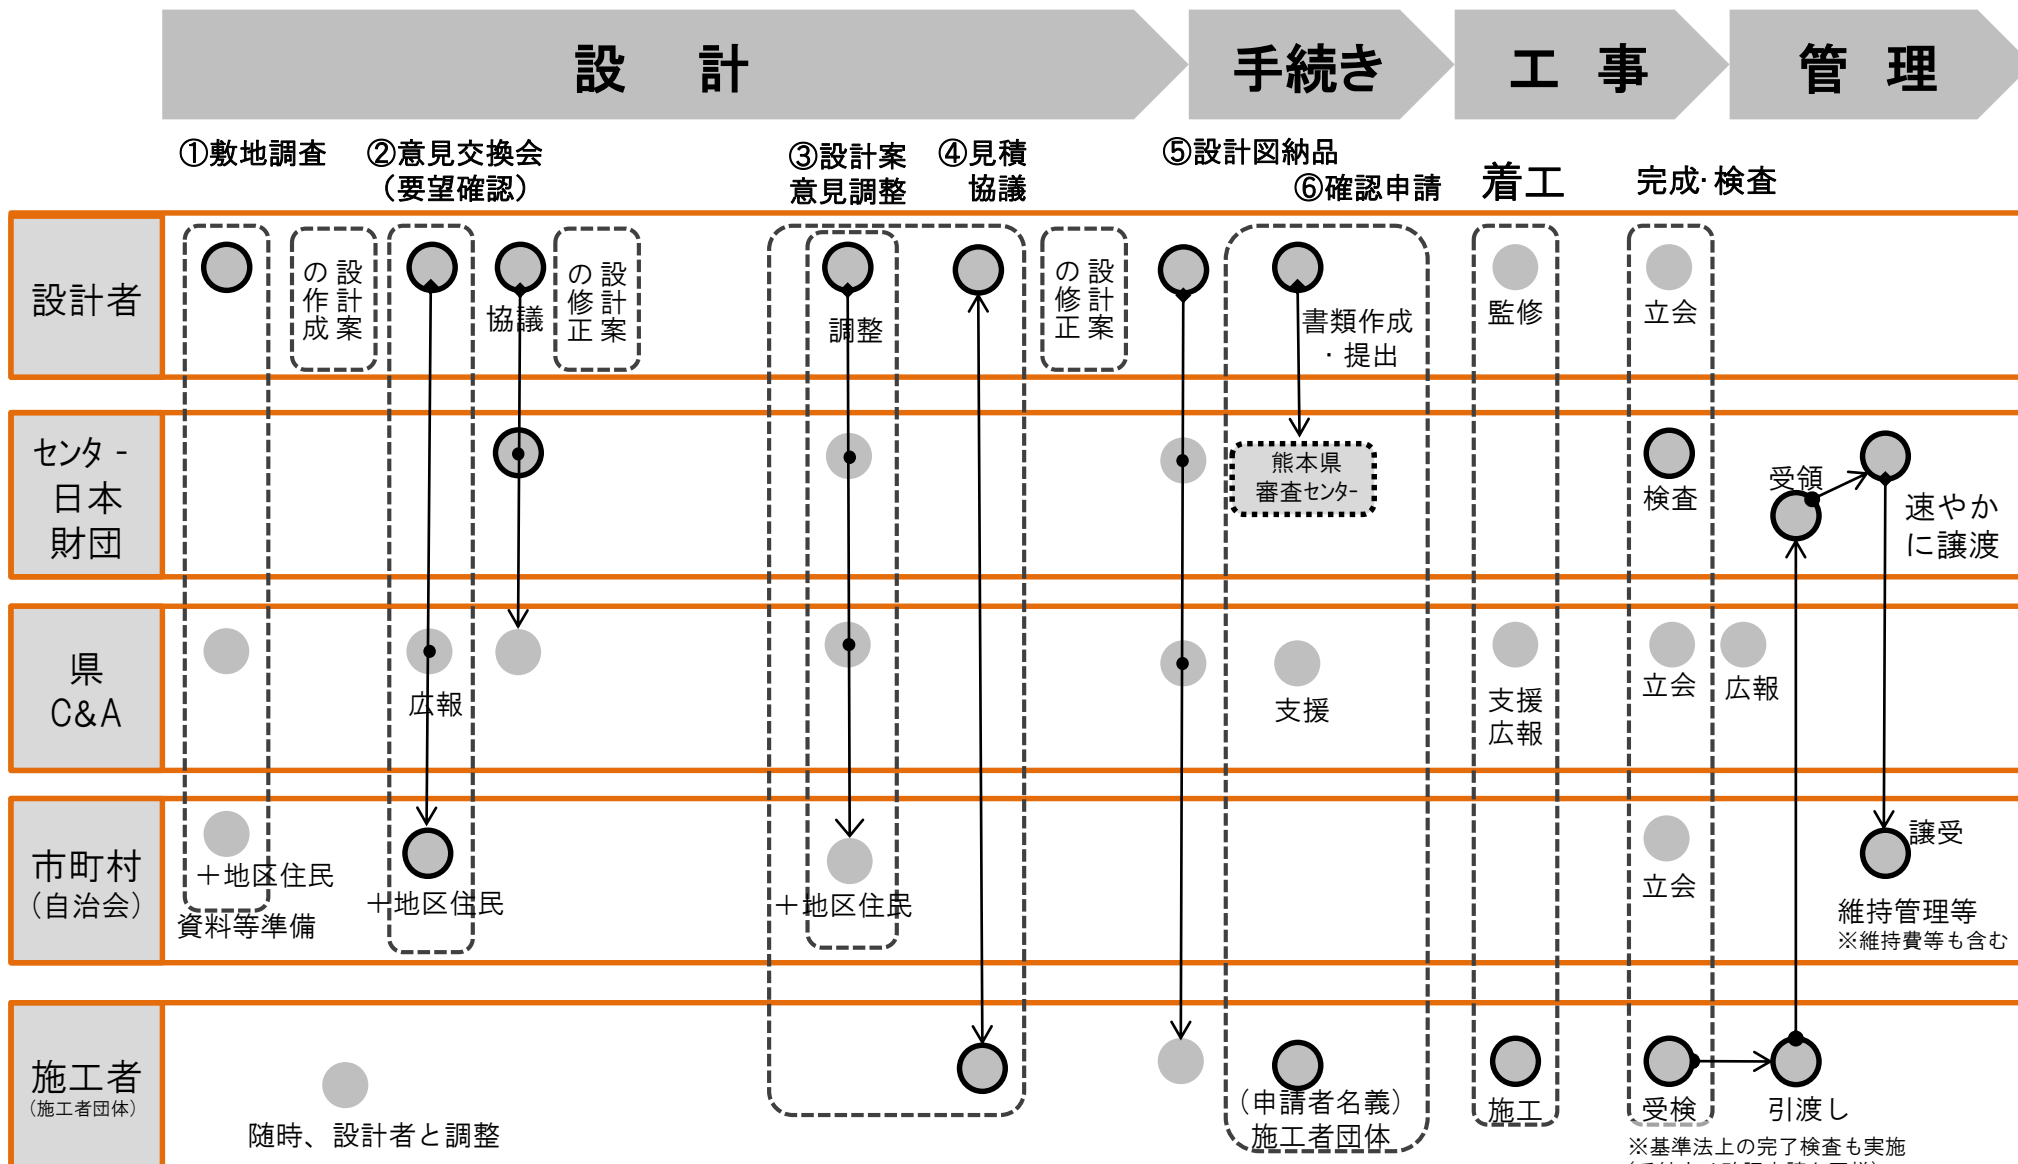 設 計
手続き
工 事
管 理
①敷地調査
②意見交換会
（要望確認）
③設計案
意見調整
④見積
協議
⑤設計図納品
⑥確認申請
着工
完成・検査
設計者
設計案
の作成
協議
設計案
の修正
調整
設計案
の修正
書類作成
・提出
監修
立会
センター
日本
財団
熊本県
審査センター
検査
受領
速やか
に譲渡
県
C&A
広報
支援
支援
広報
立会
広報
市町村
（自治会）
＋地区住民
資料等準備
＋地区住民
＋地区住民
立会
譲受
維持管理等
※維持費等も含む
施工者
（施工者団体）
随時、設計者と調整
（申請者名義）
施工者団体
施工
受検
引渡し
※基準法上の完了検査も実施